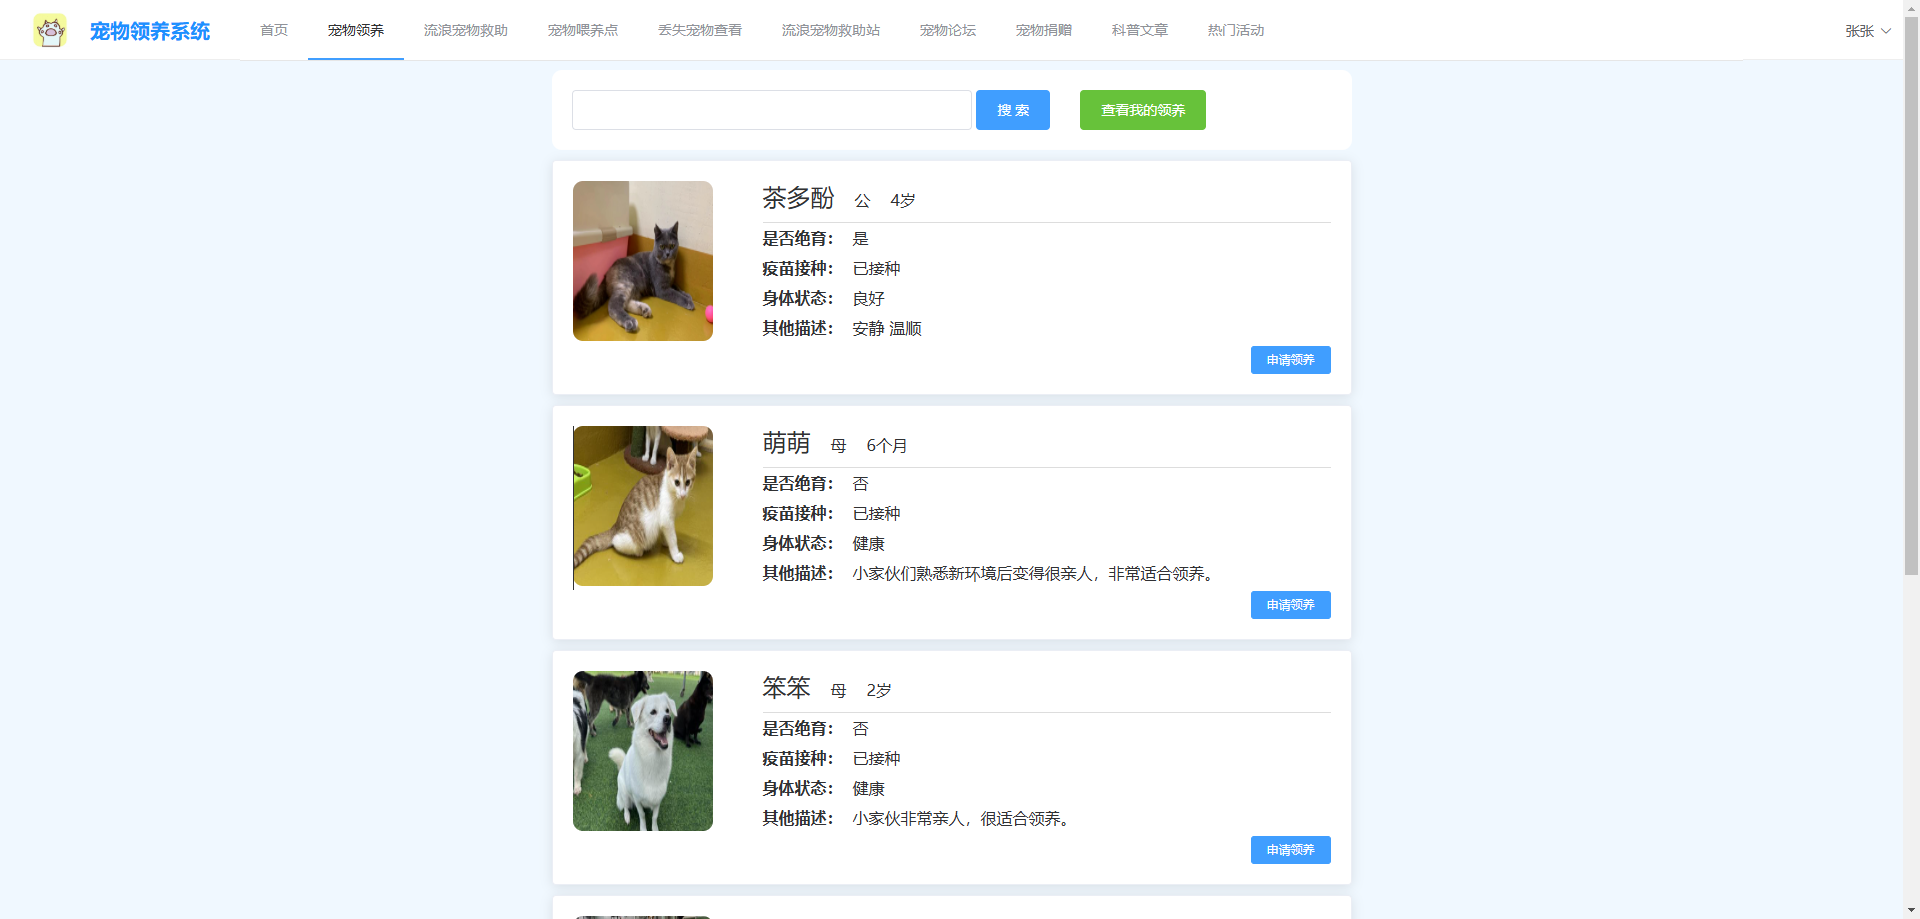 宠物领养系统 首页 宠物领养 流浪宠物救助 宠物喂养点 丢失宠物查看 流浪宠物救助站 宠物论坛 宠物捐赠 科普文章 热门活动 张张
搜 索 查看我的领养
茶多酚 公 4岁
是否绝育： 是
疫苗接种： 已接种
身体状态： 良好
其他描述： 安静 温顺
申请领养
萌萌 母 6个月
是否绝育： 否
疫苗接种： 已接种
身体状态： 健康
其他描述： 小家伙们熟悉新环境后变得很亲人，非常适合领养。
申请领养
笨笨 母 2岁
是否绝育： 否
疫苗接种： 已接种
身体状态： 健康
其他描述： 小家伙非常亲人，很适合领养。
申请领养